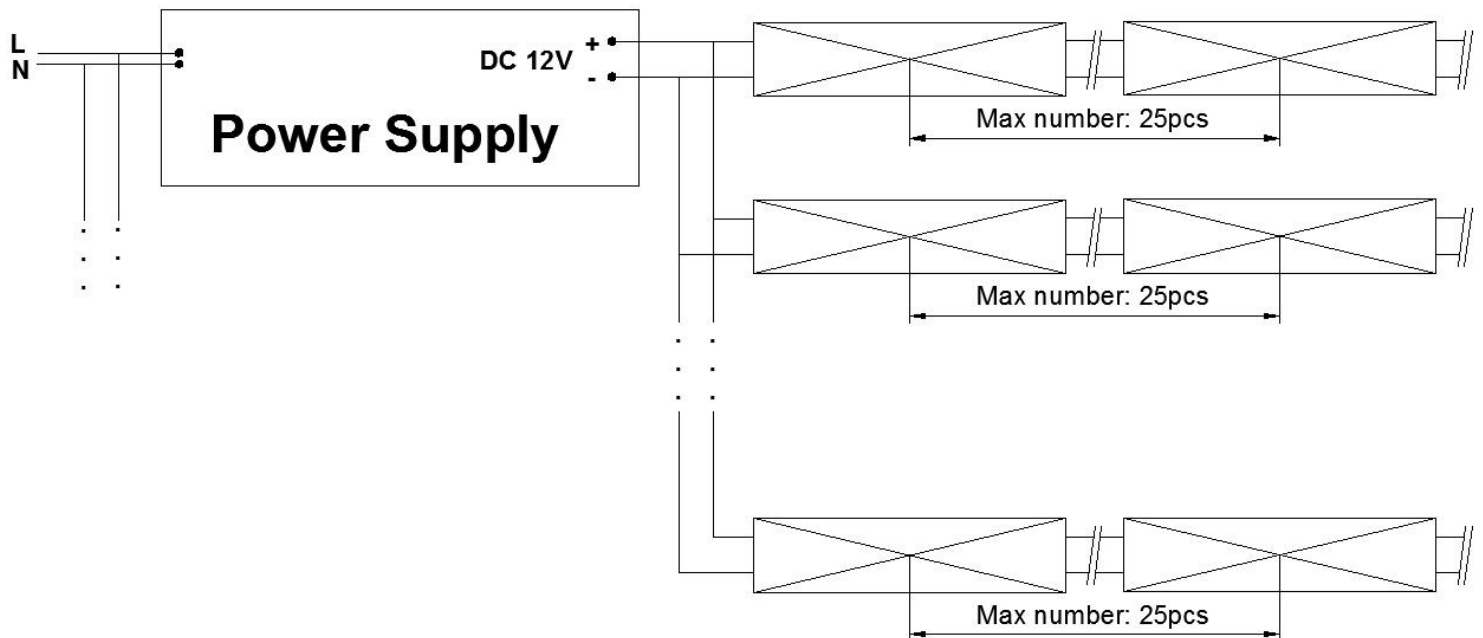 L
N
DC 12V
+
-
Power Supply
Max number: 25pcs
Max number: 25pcs
Max number: 25pcs